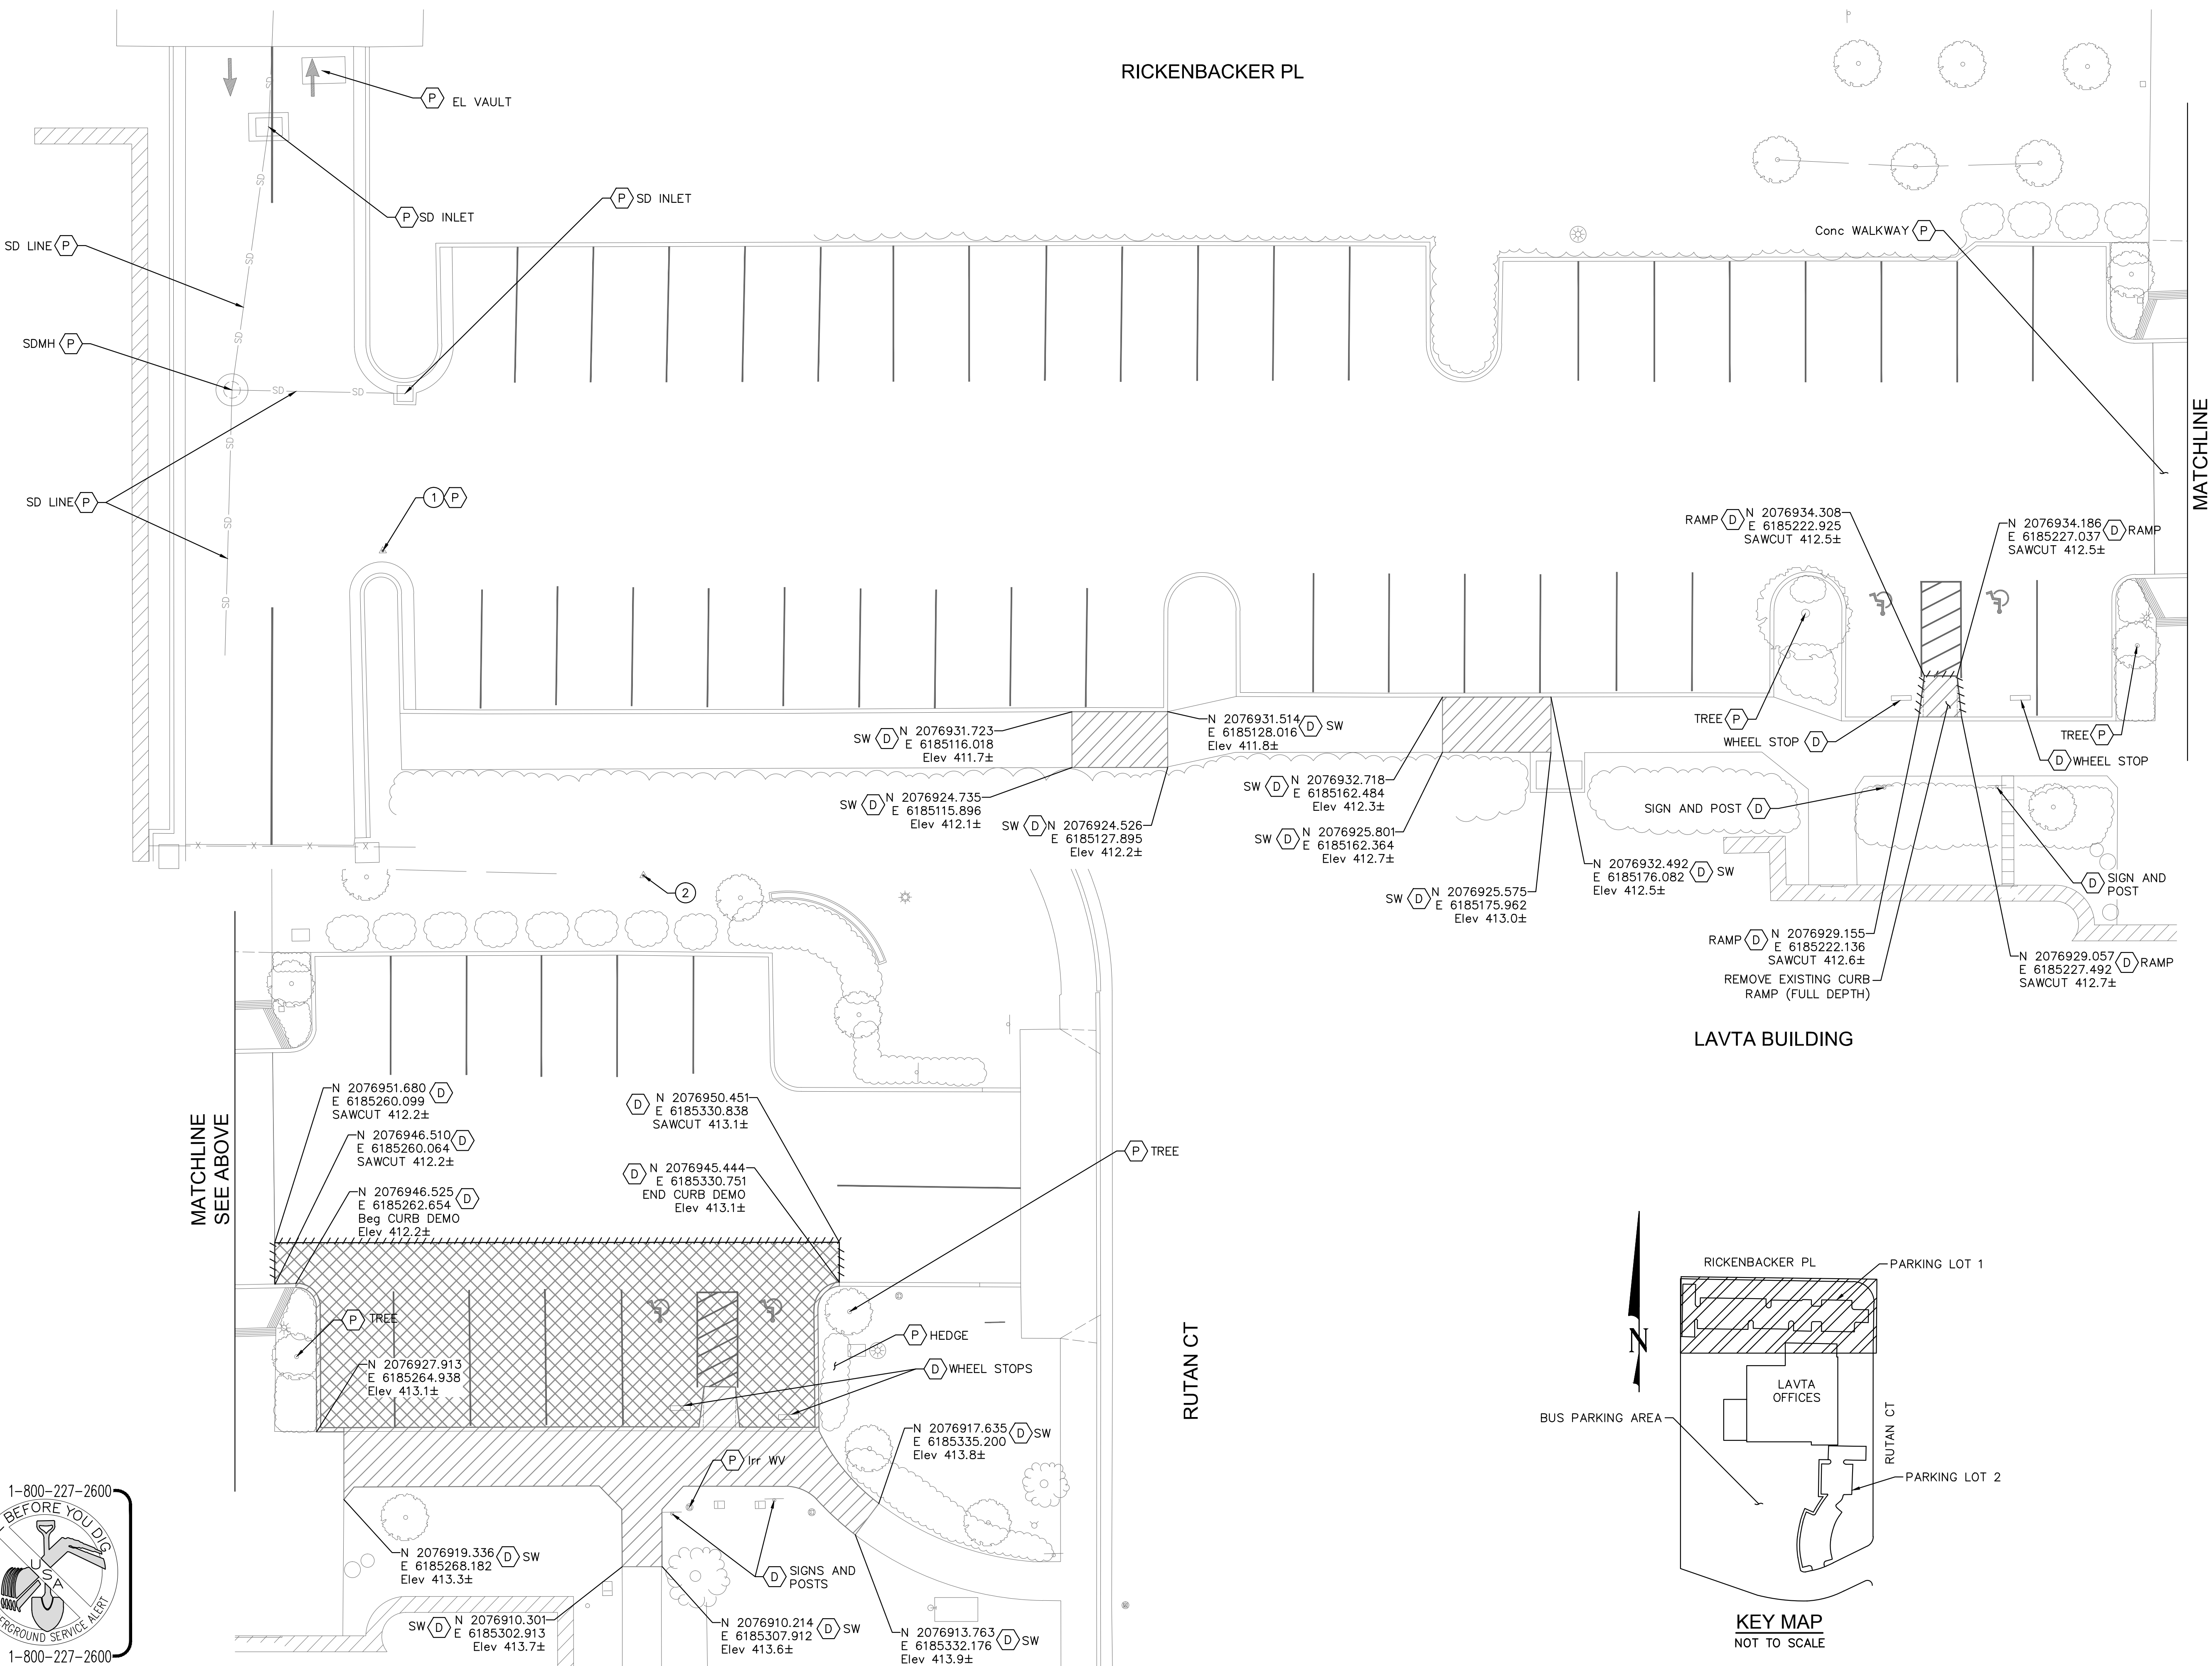 RICKENBACKER PL
P EL VAULT
P SD INLET
P SD INLET
SD LINE P
SDMH P
SD LINE P
SD
SD
SD
SD
SD
SD
SD
SD
SD
1 P
Conc WALKWAY P
MATCHLINE
RAMP D N 2076934.308
E 6185222.925
SAWCUT 412.5±
N 2076934.186 D RAMP
E 6185227.037
SAWCUT 412.5±
SW D N 2076931.723
E 6185116.018
Elev 411.7±
N 2076931.514 D SW
E 6185128.016
Elev 411.8±
SW D N 2076924.735
E 6185115.896
Elev 412.1±
SW D N 2076924.526
E 6185127.895
Elev 412.2±
SW D N 2076932.718
E 6185162.484
Elev 412.3±
SW D N 2076925.801
E 6185162.364
Elev 412.7±
SW D N 2076925.575
E 6185175.962
Elev 413.0±
N 2076932.492 D SW
E 6185176.082
Elev 412.5±
TREE P
WHEEL STOP D
TREE P
D WHEEL STOP
SIGN AND POST D
D SIGN AND
POST
RAMP D N 2076929.155
E 6185222.136
SAWCUT 412.6±
REMOVE EXISTING CURB
RAMP (FULL DEPTH)
N 2076929.057 D RAMP
E 6185227.492
SAWCUT 412.7±
X X X
2
LAVTA BUILDING
MATCHLINE
SEE ABOVE
N 2076951.680 D
E 6185260.099
SAWCUT 412.2±
N 2076946.510 D
E 6185260.064
SAWCUT 412.2±
N 2076946.525 D
E 6185262.654
Beg CURB DEMO
Elev 412.2±
D N 2076950.451
E 6185330.838
SAWCUT 413.1±
D N 2076945.444
E 6185330.751
END CURB DEMO
Elev 413.1±
P TREE
P TREE
N 2076927.913
E 6185264.938
Elev 413.1±
P HEDGE
D WHEEL STOPS
RUTAN CT
N 2076917.635 D SW
E 6185335.200
Elev 413.8±
P Irr WV
N 2076919.336 D SW
E 6185268.182
Elev 413.3±
D SIGNS AND
POSTS
SW D N 2076910.301
E 6185302.913
Elev 413.7±
N 2076910.214 D SW
E 6185307.912
Elev 413.6±
N 2076913.763 D SW
E 6185332.176
Elev 413.9±
1-800-227-2600
BEFORE YOU DIG
USA
ERGROUND SERVICE ALERT
1-800-227-2600
N
RICKENBACKER PL
PARKING LOT 1
LAVTA
OFFICES
BUS PARKING AREA
RUTAN CT
PARKING LOT 2
KEY MAP
NOT TO SCALE